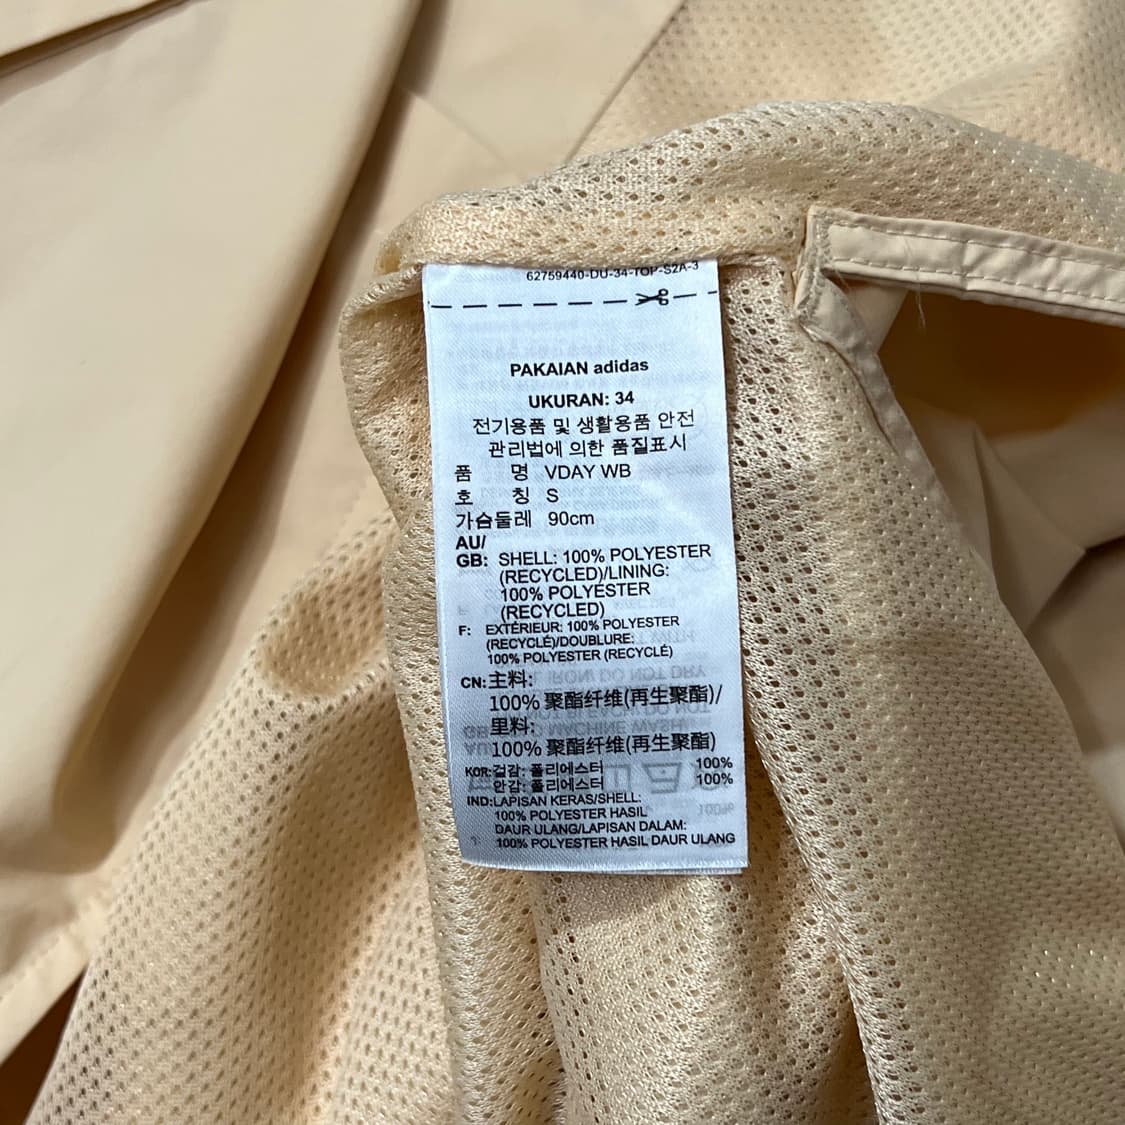 62759440-DU-34-TOP-S2A-3
PAKAIAN adidas
UKURAN: 34
전기용품 및 생활용품 안전
관리법에 의한 품질표시
품 명 VDAY WB
호 칭 S
가슴둘레 90cm
AU/
GB: SHELL: 100% POLYESTER
(RECYCLED)/LINING:
100% POLYESTER
(RECYCLED)
F: EXTÉRIEUR: 100% POLYESTER
(RECYCLÉ)/DOUBLURE:
100% POLYESTER (RECYCLÉ)
CN: 主料:
100% 聚酯纤维(再生聚酯)/
里料:
100% 聚酯纤维(再生聚酯)
KOR: 겉감: 폴리에스터 100%
안감: 폴리에스터 100%
IND: LAPISAN KERAS/SHELL:
100% POLYESTER HASIL
DAUR ULANG/LAPISAN DALAM:
100% POLYESTER HASIL DAUR ULANG